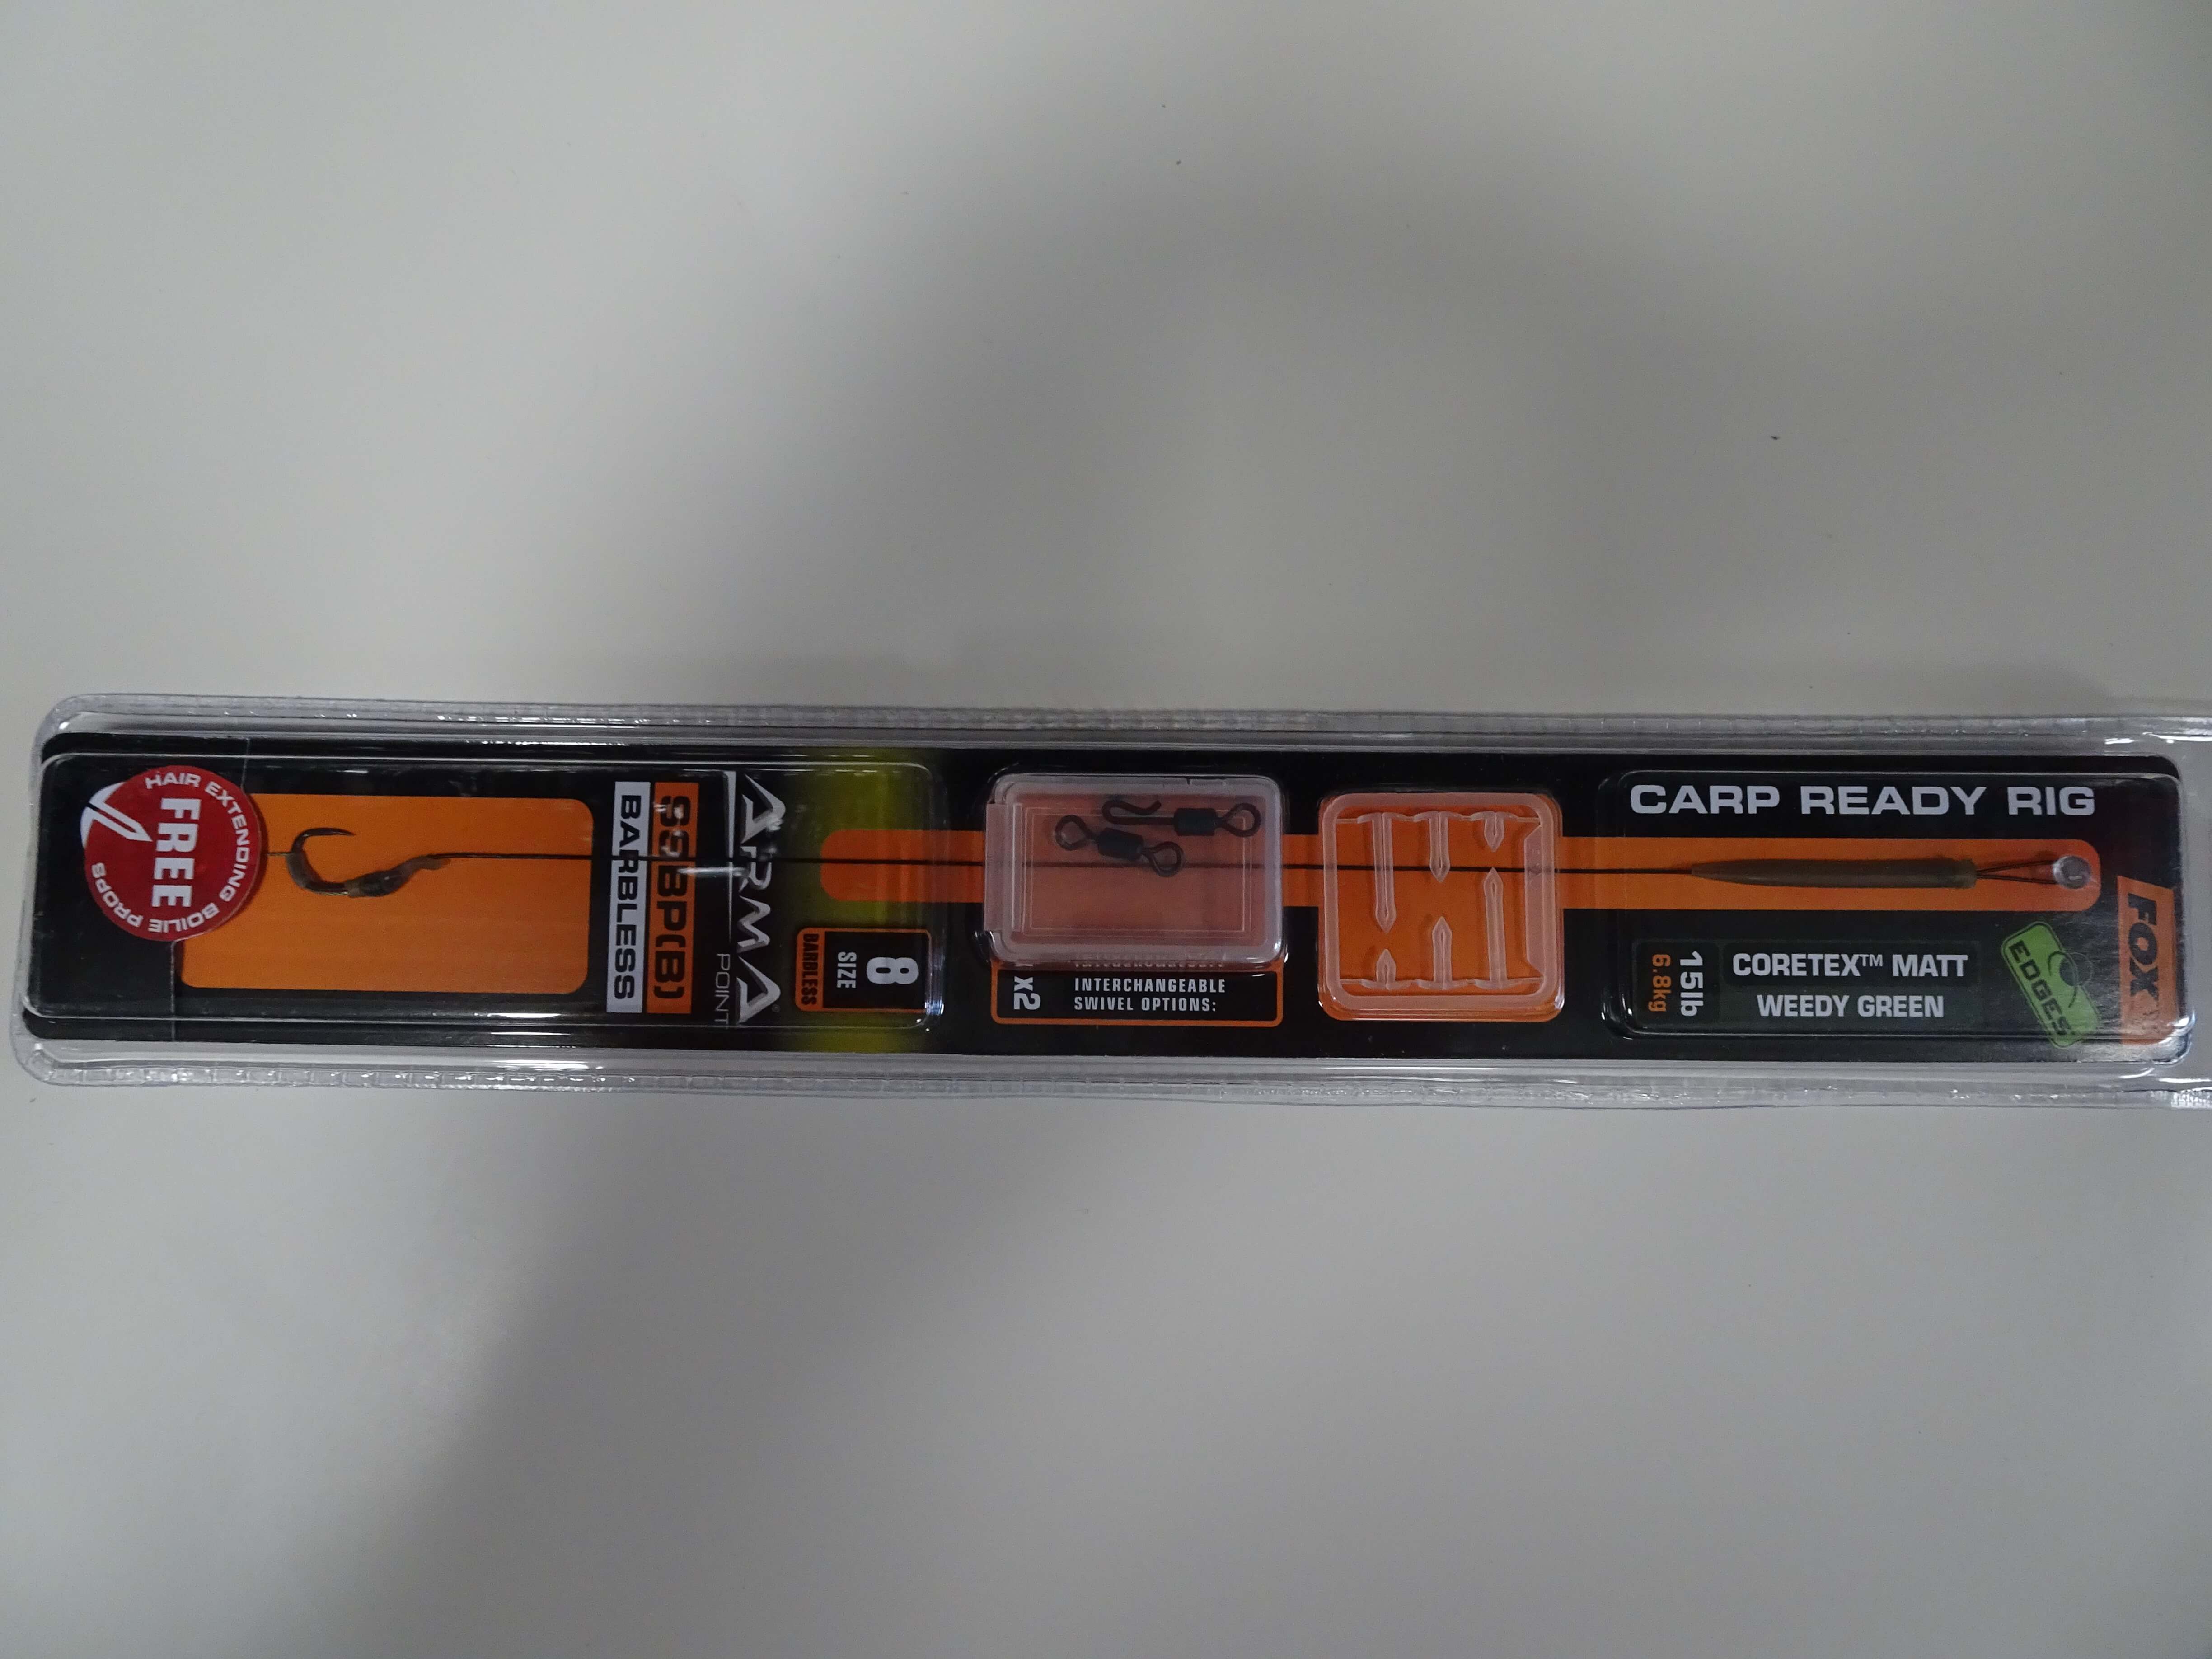 CARP READY RIG
FOX
EDGES
CORETEX™ MATT
WEEDY GREEN
15lb
6.8kg
INTERCHANGEABLE
SWIVEL OPTIONS:
x2
8
SIZE
BARBLESS
ARMA
POINT
BARBLESS
HAIR EXTENDING
FREE
BOILIE PROPS